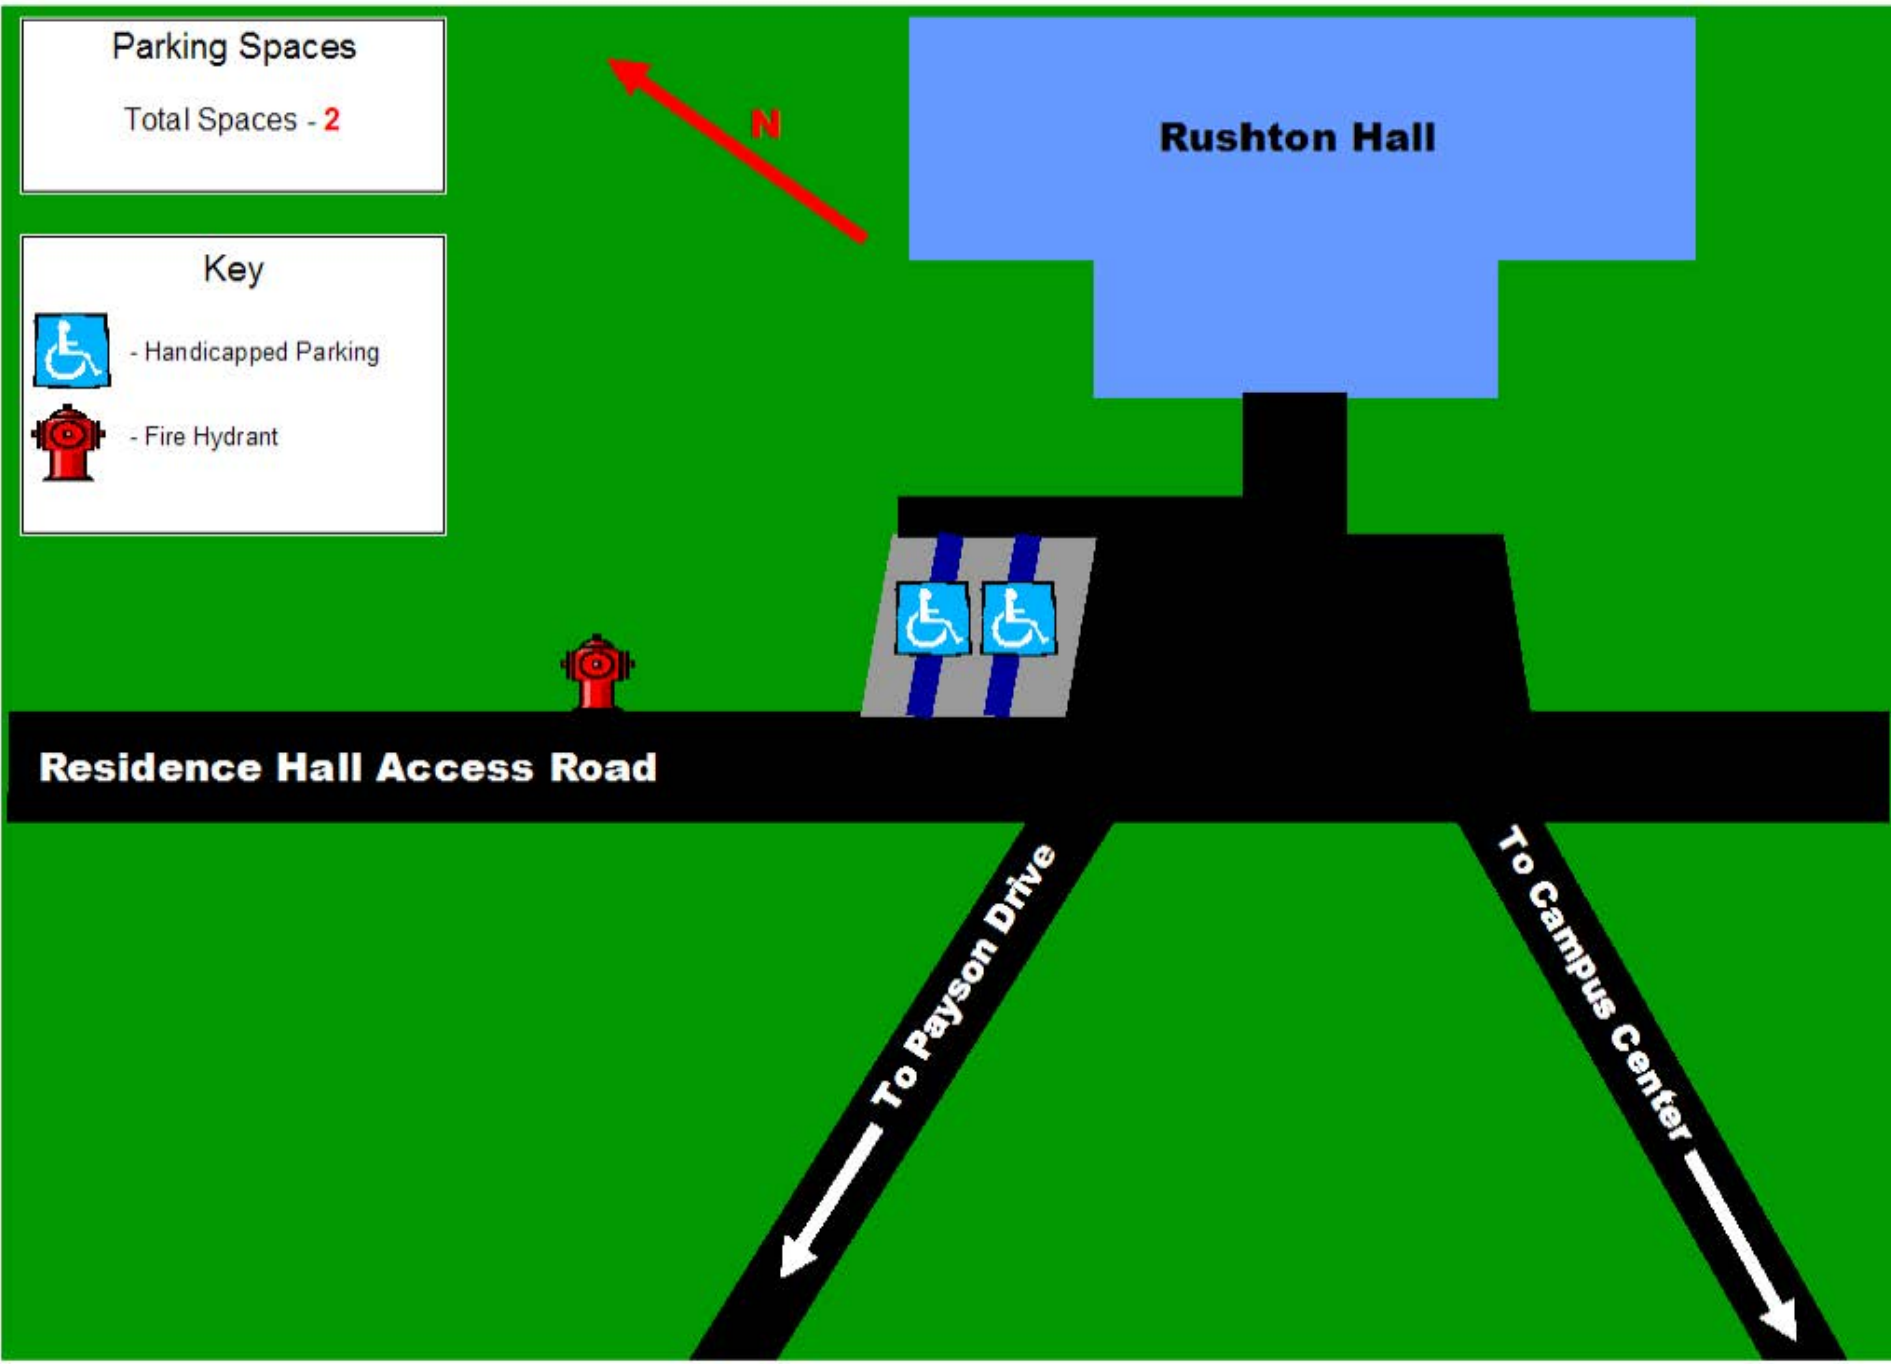 Parking Spaces
Total Spaces - 2
N
Rushton Hall
Key
- Handicapped Parking
- Fire Hydrant
Residence Hall Access Road
To Payson Drive
To Campus Center